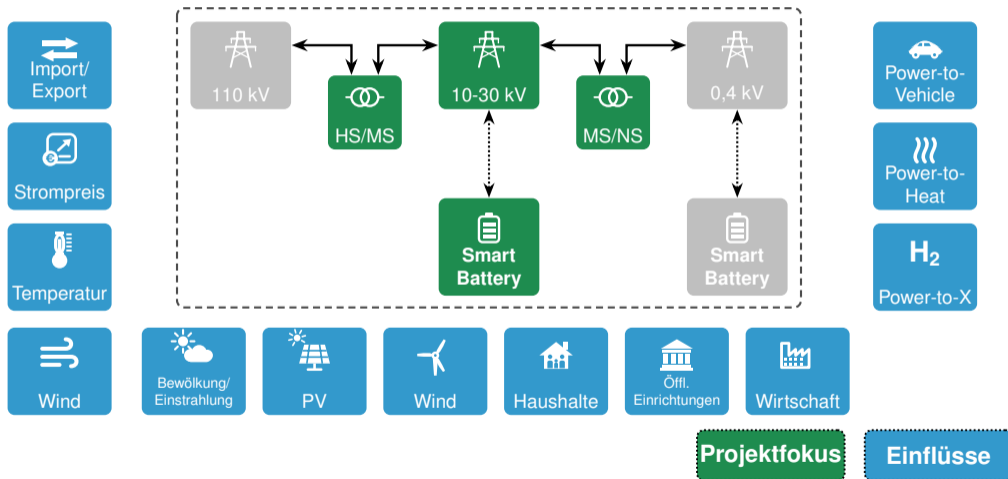 Import/
Export
110 kV
HS/MS
10-30 kV
MS/NS
0,4 kV
Power-to-
Vehicle
Strompreis
Power-to-
Heat
Temperatur
Smart
Battery
Smart
Battery
H₂
Power-to-X
Wind
Bewölkung/
Einstrahlung
PV
Wind
Haushalte
Öffl.
Einrichtungen
Wirtschaft
Projektfokus
Einflüsse